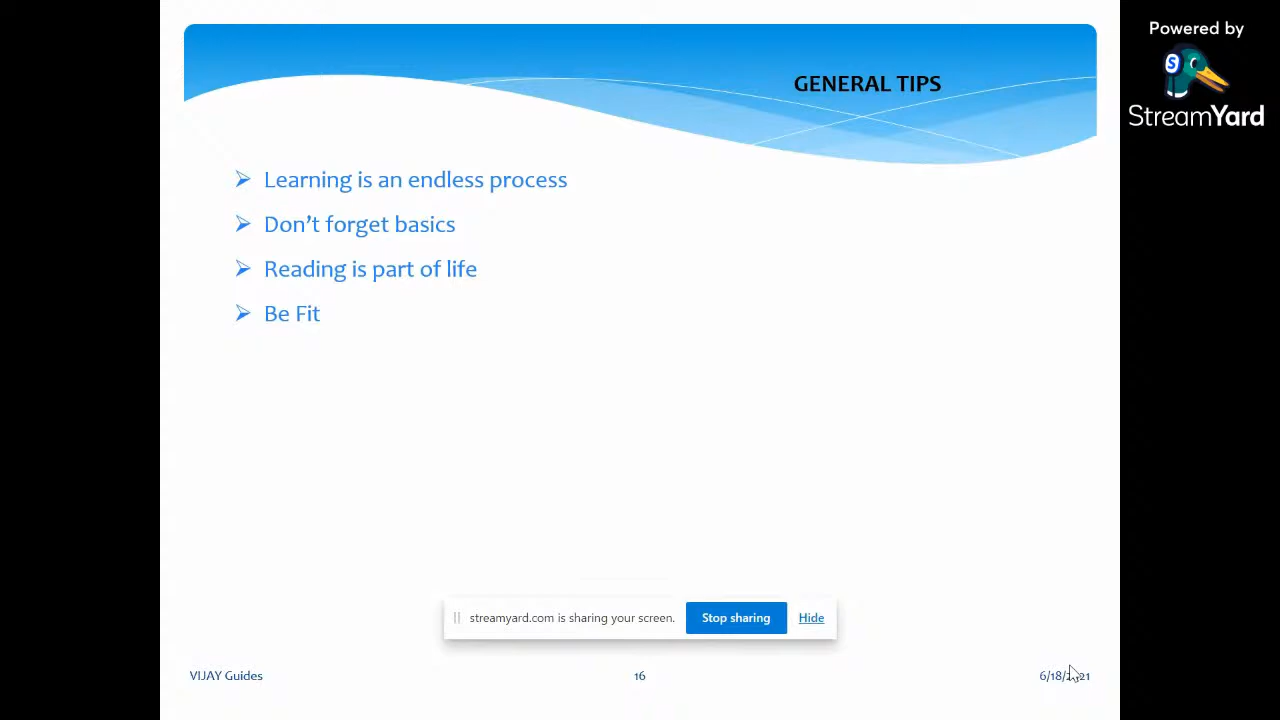 Powered by
StreamYard
GENERAL TIPS
Learning is an endless process
Don’t forget basics
Reading is part of life
Be Fit
streamyard.com is sharing your screen. Stop sharing Hide
VIJAY Guides 16